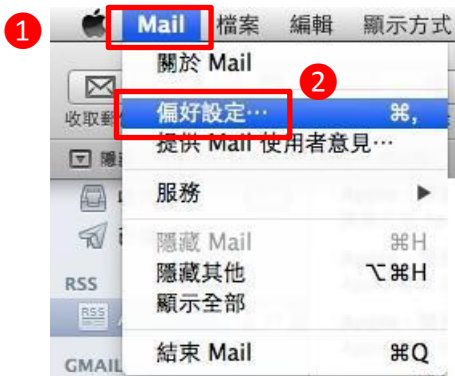 1
Mail 檔案 編輯 顯示方式
關於 Mail
2
收取郵
偏好設定… ⌘,
提供 Mail 使用者意見…
隱
服務 ▶
隱藏 Mail ⌘H
隱藏其他 ⌥⌘H
RSS
顯示全部
RSS
結束 Mail ⌘Q
GMAIL